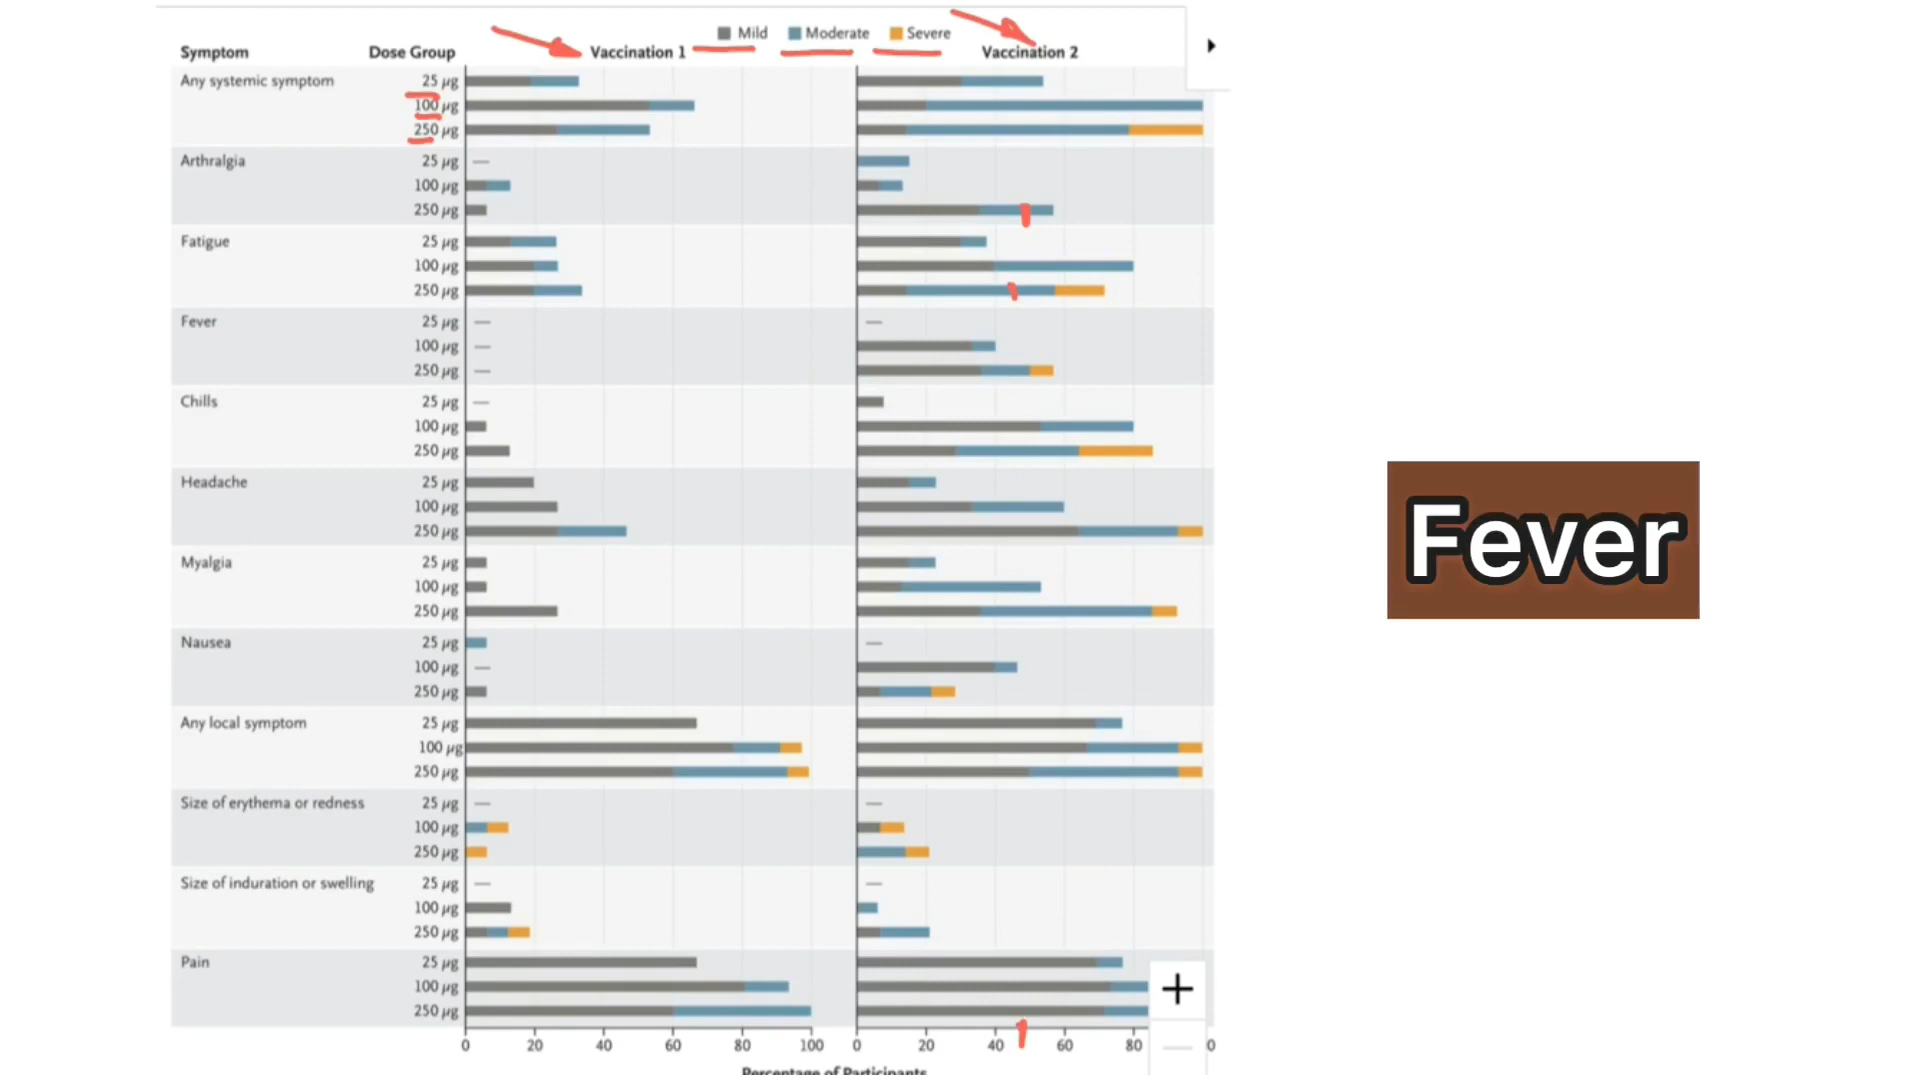 Mild Moderate Severe
Symptom Dose Group Vaccination 1 Vaccination 2
Any systemic symptom 25 µg
100 µg
250 µg
Arthralgia 25 µg
100 µg
250 µg
Fatigue 25 µg
100 µg
250 µg
Fever 25 µg
100 µg
250 µg
Chills 25 µg
100 µg
250 µg
Headache 25 µg
100 µg
250 µg
Fever
Myalgia 25 µg
100 µg
250 µg
Nausea 25 µg
100 µg
250 µg
Any local symptom 25 µg
100 µg
250 µg
Size of erythema or redness 25 µg
100 µg
250 µg
Size of induration or swelling 25 µg
100 µg
250 µg
Pain 25 µg
100 µg
250 µg
0 20 40 60 80 100 0 20 40 60 80 0
Percentage of Participants